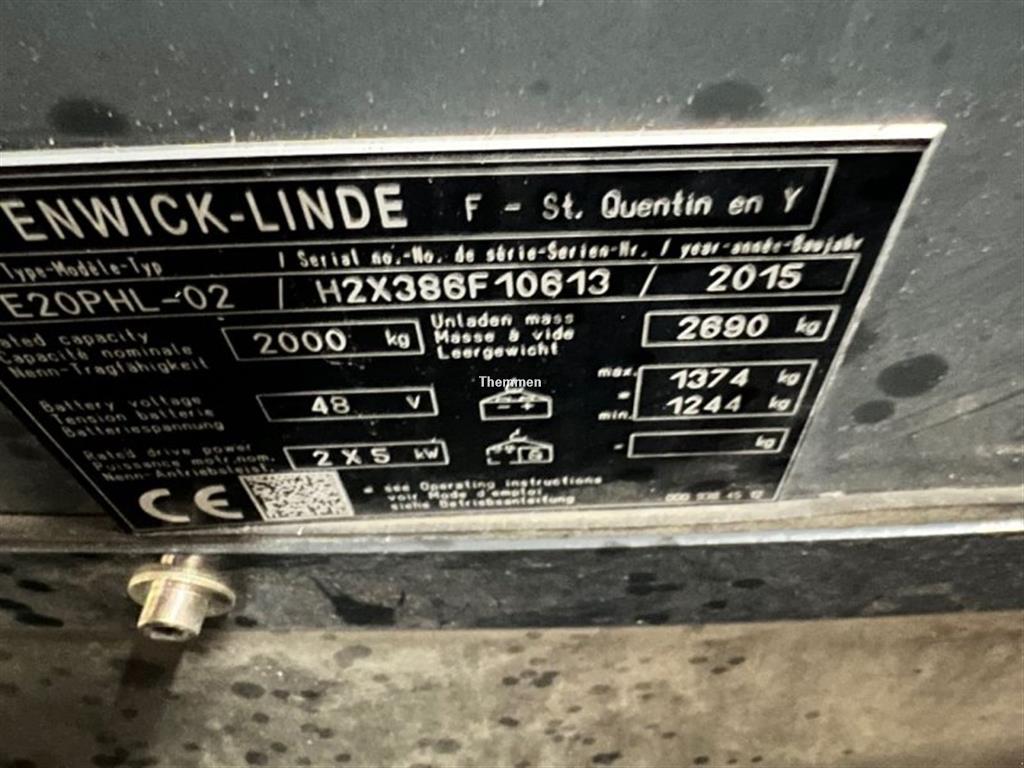 ENWICK-LINDE F - St. Quentin en Y
Type-Modèle-Typ / Serial no.-No. de série-Serien-Nr. / year-année-Baujahr
E20PHL-02 / H2X386F10613 / 2015
ated capacity
Capacité nominale
Nenn-Tragfähigkeit
2000 kg
Unladen mass
Masse à vide
Leergewicht
2690 kg
Battery voltage
Tension batterie
Batteriespannung
48 V
max. 1374 kg
min. 1244 kg
Themmen
Rated drive power
Puissance mot. nom.
Nenn-Antriebsleist.
2 X 5 kW
kg
CE
see Operating instructions
voir Mode d'emploi
siehe Betriebsanleitung